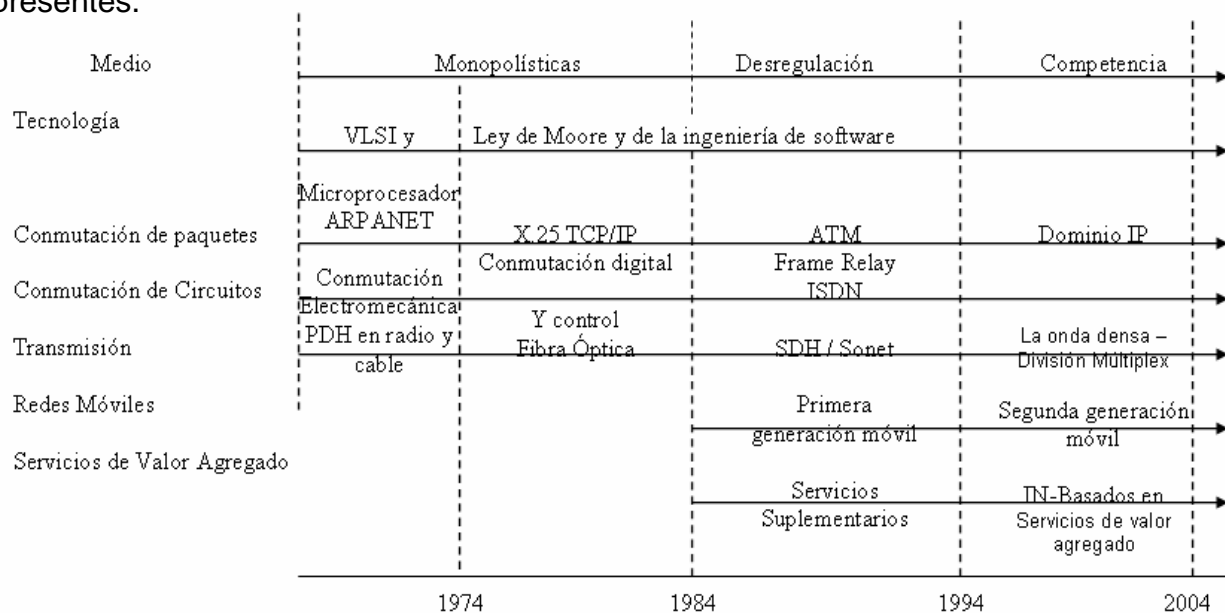 presentes.
Medio Monopolísticas Desregulación Competencia
Tecnología
VLSI y Ley de Moore y de la ingeniería de software
Microprocesador
ARPANET
Conmutación de paquetes X.25 TCP/IP ATM Dominio IP
Conmutación digital Frame Relay
Conmutación
Conmutación de Circuitos ISDN
Electromecánica
Y control
PDH en radio y
Transmisión Fibra Óptica SDH / Sonet La onda densa –
cable División Múltiplex
Redes Móviles Primera Segunda generación
generación móvil móvil
Servicios de Valor Agregado
Servicios IN-Basados en
Suplementarios Servicios de valor
agregado
1974 1984 1994 2004